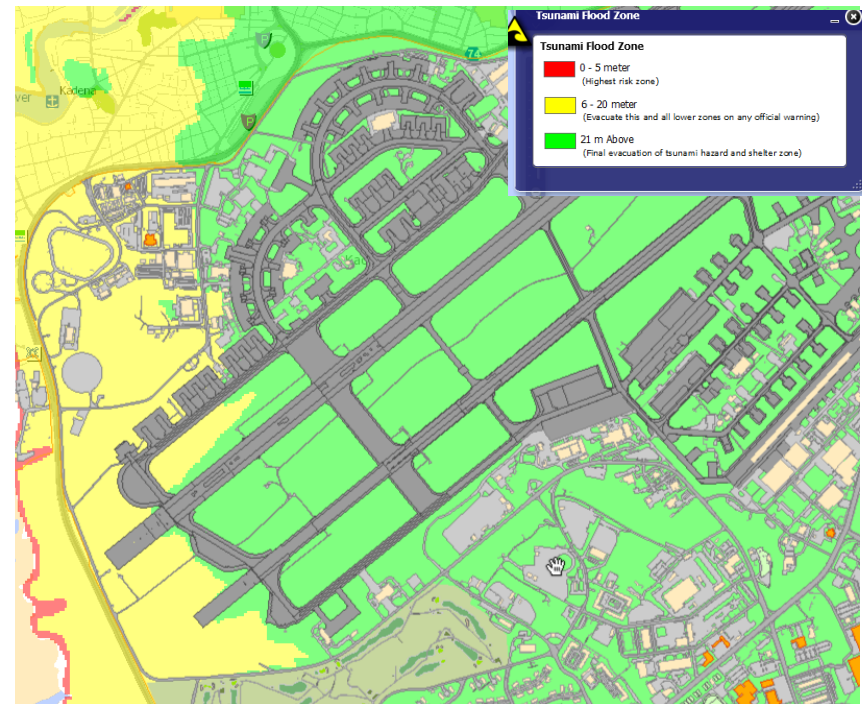 Tsunami Flood Zone
Tsunami Flood Zone
0 - 5 meter
(Highest risk zone)
6 - 20 meter
(Evacuate this and all lower zones on any official warning)
21 m Above
(Final evacuation of tsunami hazard and shelter zone)
P
74
ver
Kadena
P